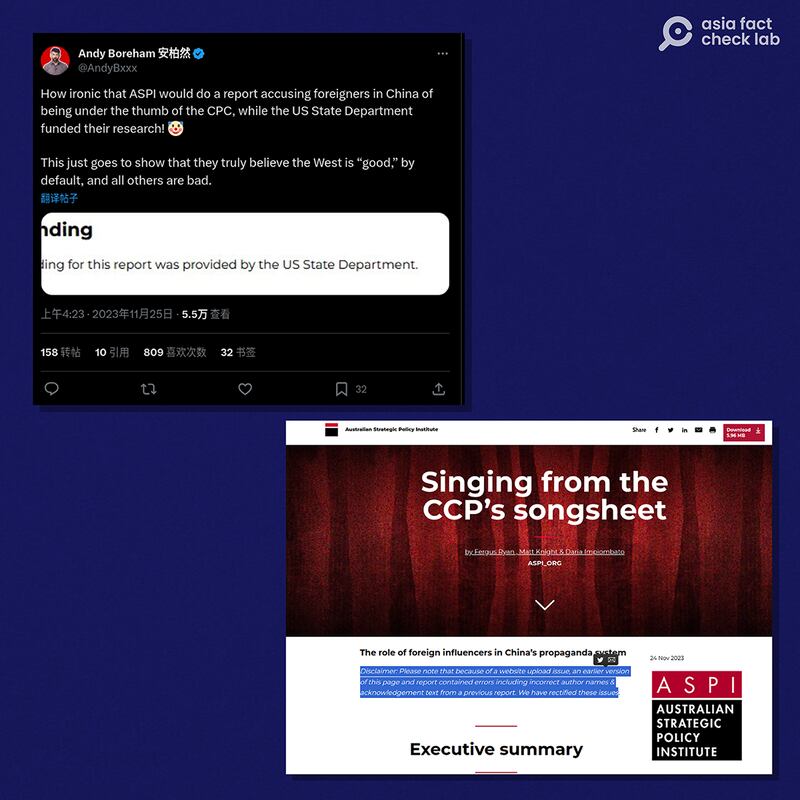 asia fact
check lab
Andy Boreham 安柏然
@AndyBxxx
How ironic that ASPI would do a report accusing foreigners in China of
being under the thumb of the CPC, while the US State Department
funded their research! 🤡
This just goes to show that they truly believe the West is “good,” by
default, and all others are bad.
翻译帖子
nding
ding for this report was provided by the US State Department.
上午4:23 · 2023年11月25日 · 5.5万 查看
158 转帖 10 引用 809 喜欢次数 32 书签
32
Australian Strategic Policy Institute
Share
Download
5.96 MB
Singing from the
CCP’s songsheet
by Fergus Ryan , Matt Knight & Daria Impiombato
ASPI_ORG
The role of foreign influencers in China’s propaganda system
24 Nov 2023
Disclaimer: Please note that because of a website upload issue, an earlier version
of this page and report contained errors including incorrect author names &
acknowledgement text from a previous report. We have rectified these issues
ASPI
AUSTRALIAN
STRATEGIC
POLICY
INSTITUTE
Executive summary